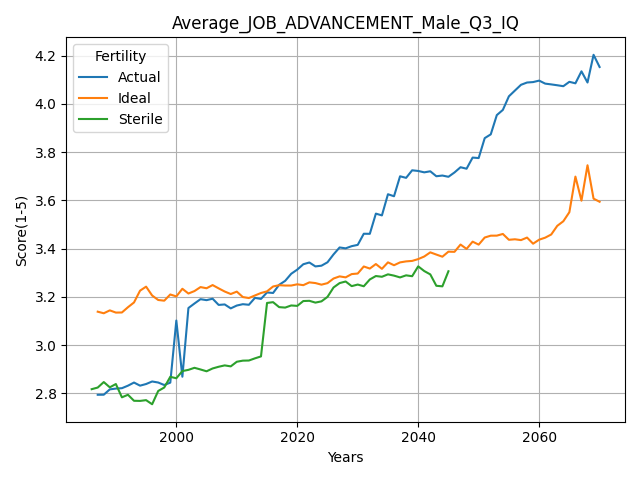 Average_JOB_ADVANCEMENT_Male_Q3_IQ
Fertility
Actual
Ideal
Sterile
Score(1-5)
4.2
4.0
3.8
3.6
3.4
3.2
3.0
2.8
2000
2020
2040
2060
Years